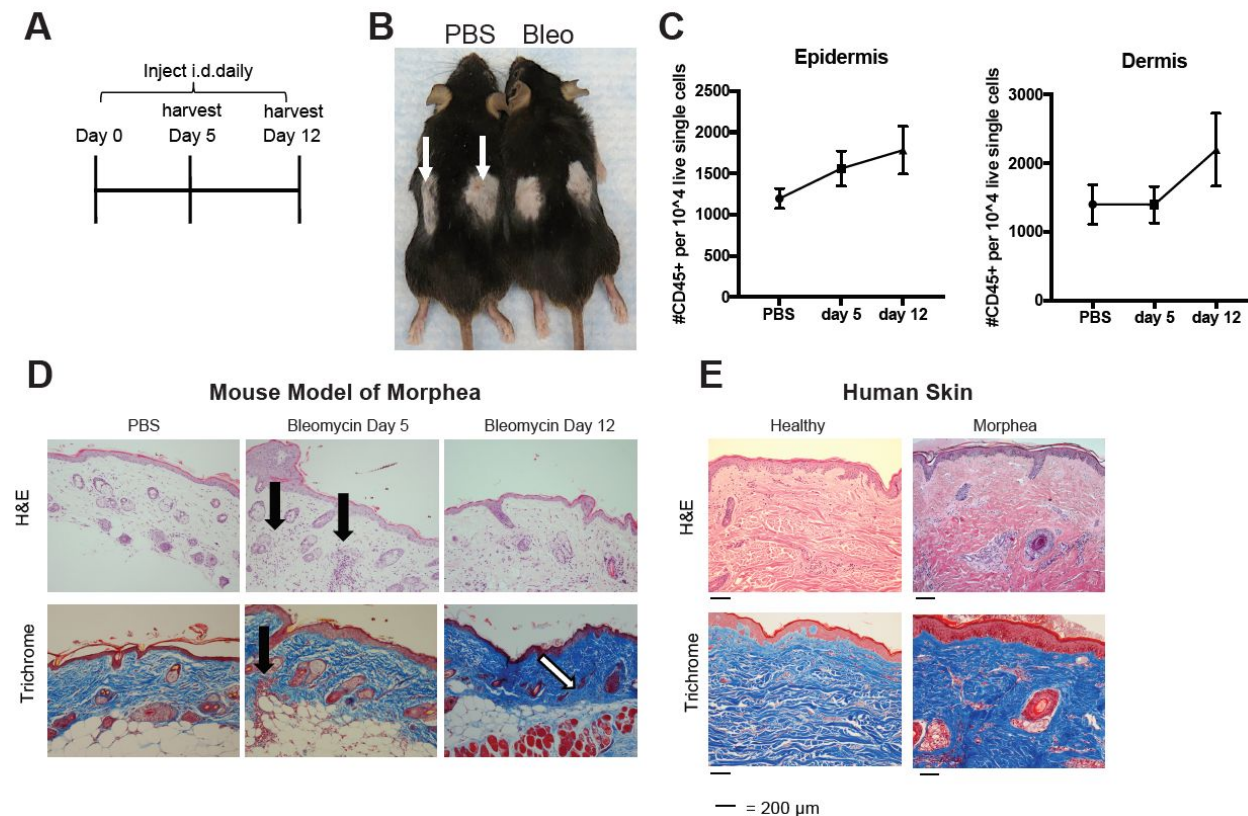 A
Inject i.d.daily
harvest harvest
Day 0 Day 5 Day 12
B
PBS Bleo
C
Epidermis
#CD45+ per 10^4 live single cells
2500
2000
1500
1000
500
0
PBS day 5 day 12
Dermis
#CD45+ per 10^4 live single cells
3000
2000
1000
0
PBS day 5 day 12
D
Mouse Model of Morphea
PBS Bleomycin Day 5 Bleomycin Day 12
H&E
Trichrome
E
Human Skin
Healthy Morphea
H&E
Trichrome
= 200 μm